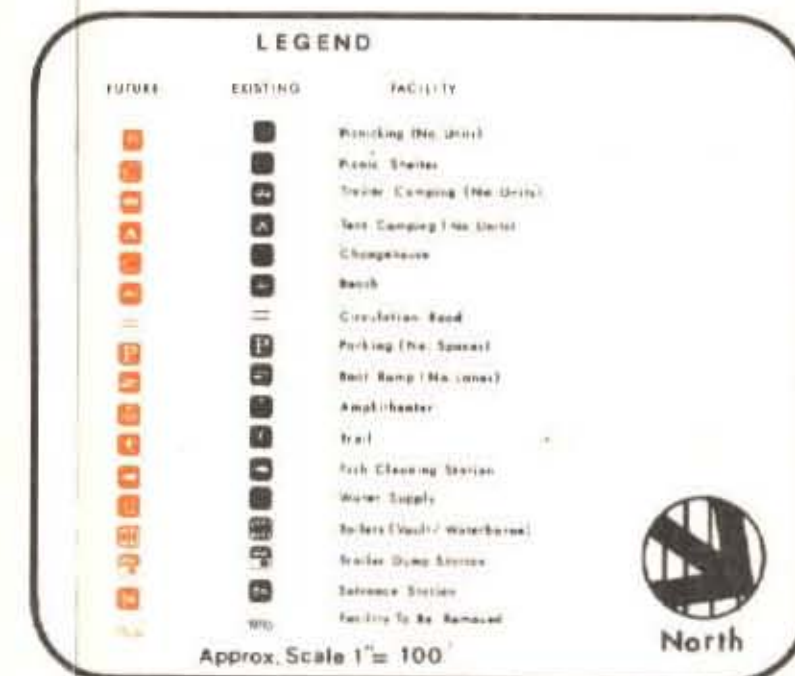 LEGEND
FUTURE EXISTING FACILITY
Picnicking (No. Units)
Picnic Shelter
Trailer Camping (No. Units)
A Tent Camping (No. Units)
Changehouse
Beach
Circulation Road
P P Parking (No. Spaces)
Boat Ramp (No. Lanes)
Amphitheater
Trail
Fish Cleaning Station
Water Supply
Toilets (Vault/Waterborne)
Trailer Dump Station
Entrance Station
Facility To Be Removed
Approx. Scale 1"= 100'
North